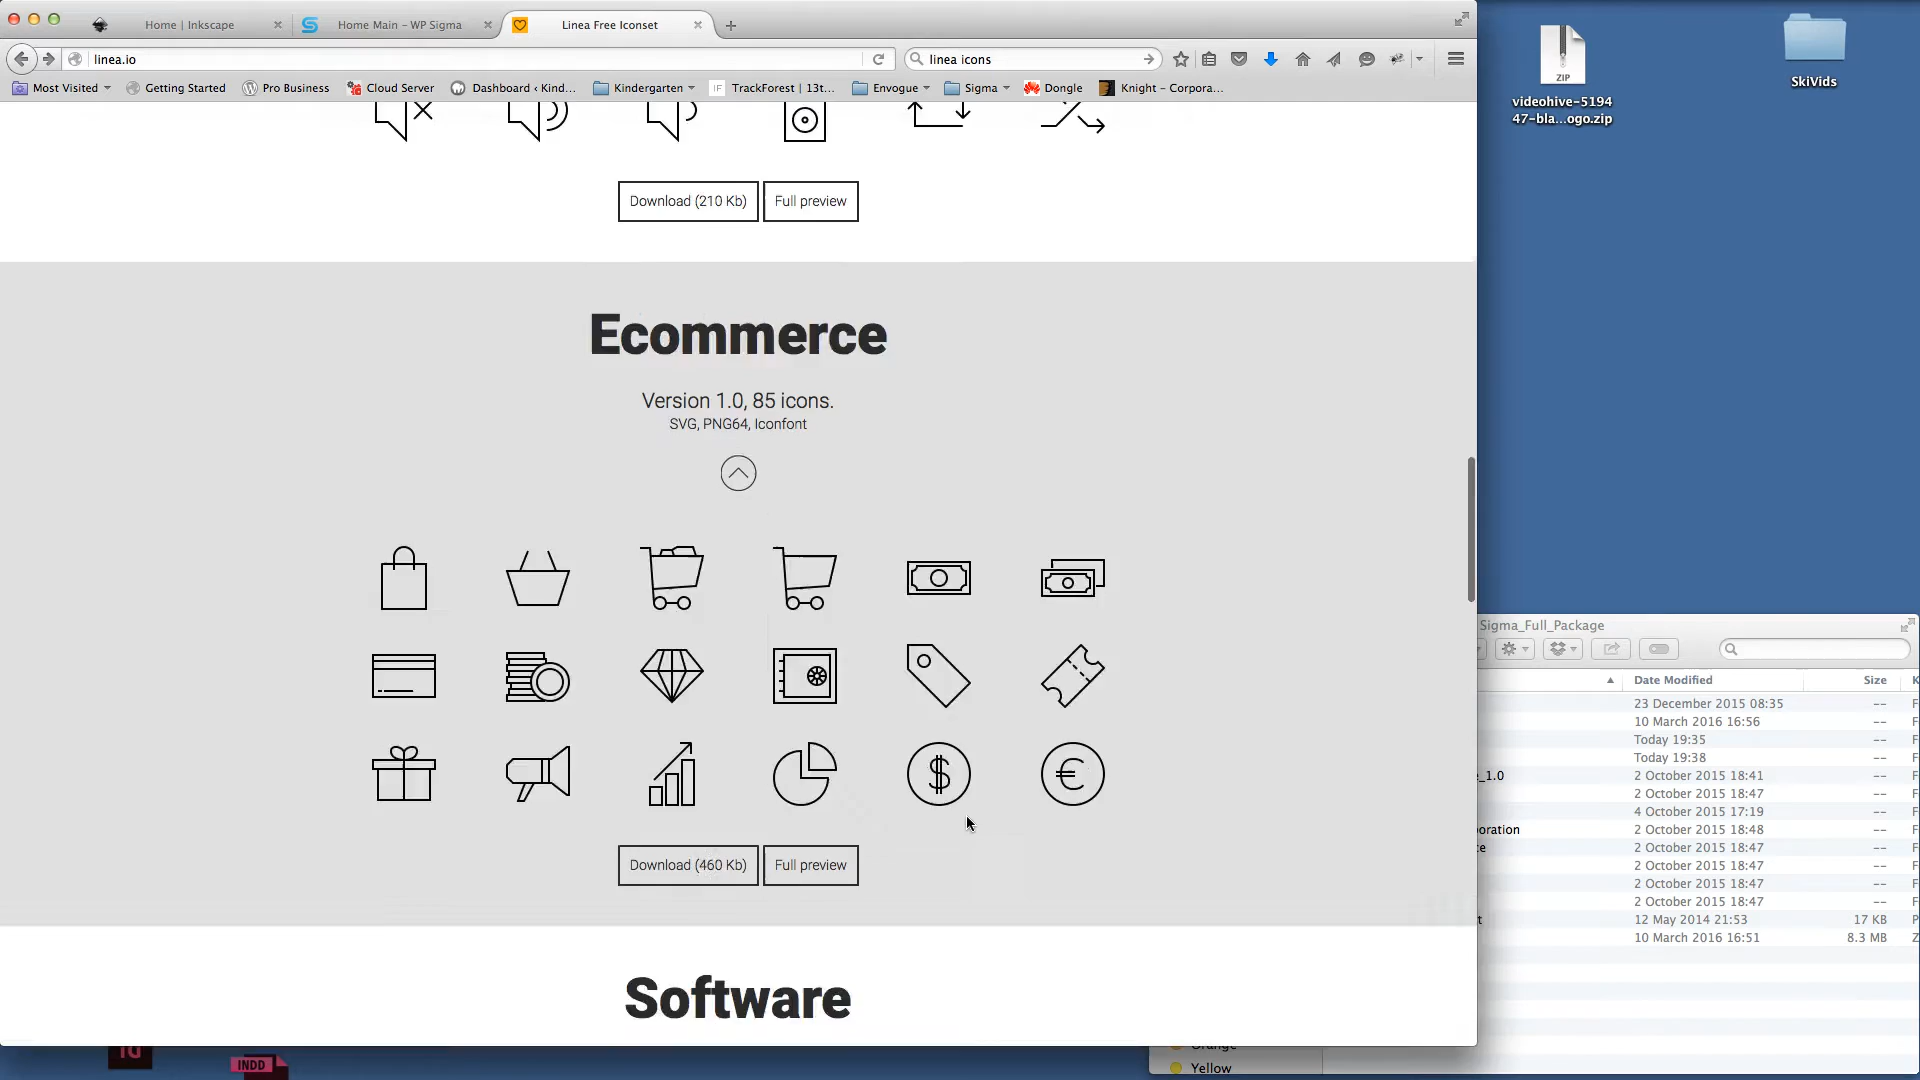 Home | Inkscape
Home Main – WP Sigma
Linea Free Iconset
linea.io
linea icons
Most Visited
Getting Started
Pro Business
Cloud Server
Dashboard ‹ Kind...
Kindergarten
IF
TrackForest | 13t...
Envogue
Sigma
Dongle
Knight – Corpora...
ZIP
videohive-5194
47-bla...ogo.zip
SkiVids
Download (210 Kb)
Full preview
Ecommerce
Version 1.0, 85 icons.
SVG, PNG64, Iconfont
Download (460 Kb)
Full preview
Software
Sigma_Full_Package
Date Modified
Size
23 December 2015 08:35
--
10 March 2016 16:56
--
Today 19:35
--
Today 19:38
--
_1.0
2 October 2015 18:41
--
2 October 2015 18:47
--
4 October 2015 17:19
--
oration
2 October 2015 18:48
--
2 October 2015 18:47
--
2 October 2015 18:47
--
2 October 2015 18:47
--
2 October 2015 18:47
--
12 May 2014 21:53
17 KB
10 March 2016 16:51
8.3 MB
Orange
Yellow
INDD